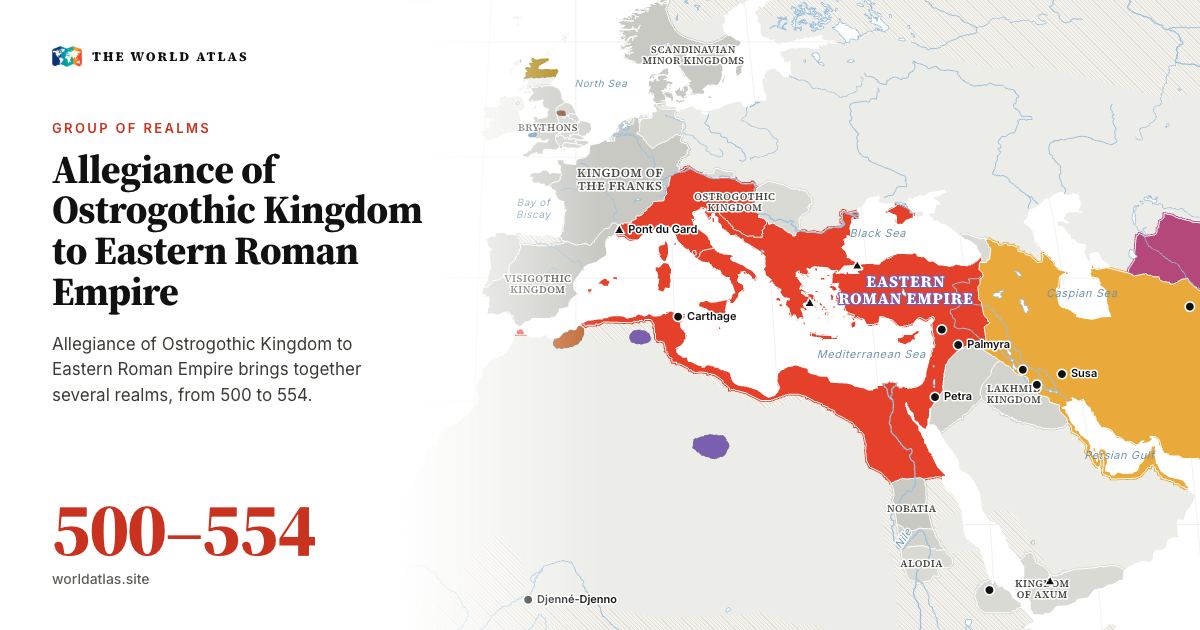 THE WORLD ATLAS
GROUP OF REALMS
Allegiance of
Ostrogothic Kingdom
to Eastern Roman
Empire
Allegiance of Ostrogothic Kingdom to
Eastern Roman Empire brings together
several realms, from 500 to 554.
500–554
worldatlas.site
SCANDINAVIAN
MINOR KINGDOMS
North Sea
BRYTHONS
KINGDOM OF
THE FRANKS
OSTROGOTHIC
KINGDOM
Bay of
Biscay
Pont du Gard
Black Sea
VISIGOTHIC
KINGDOM
EASTERN
ROMAN EMPIRE
Caspian Sea
Carthage
Mediterranean Sea
Palmyra
Susa
LAKHMID
KINGDOM
Petra
Persian Gulf
NOBATIA
Nile
ALODIA
KINGDOM
OF AXUM
Djenné-Djenno